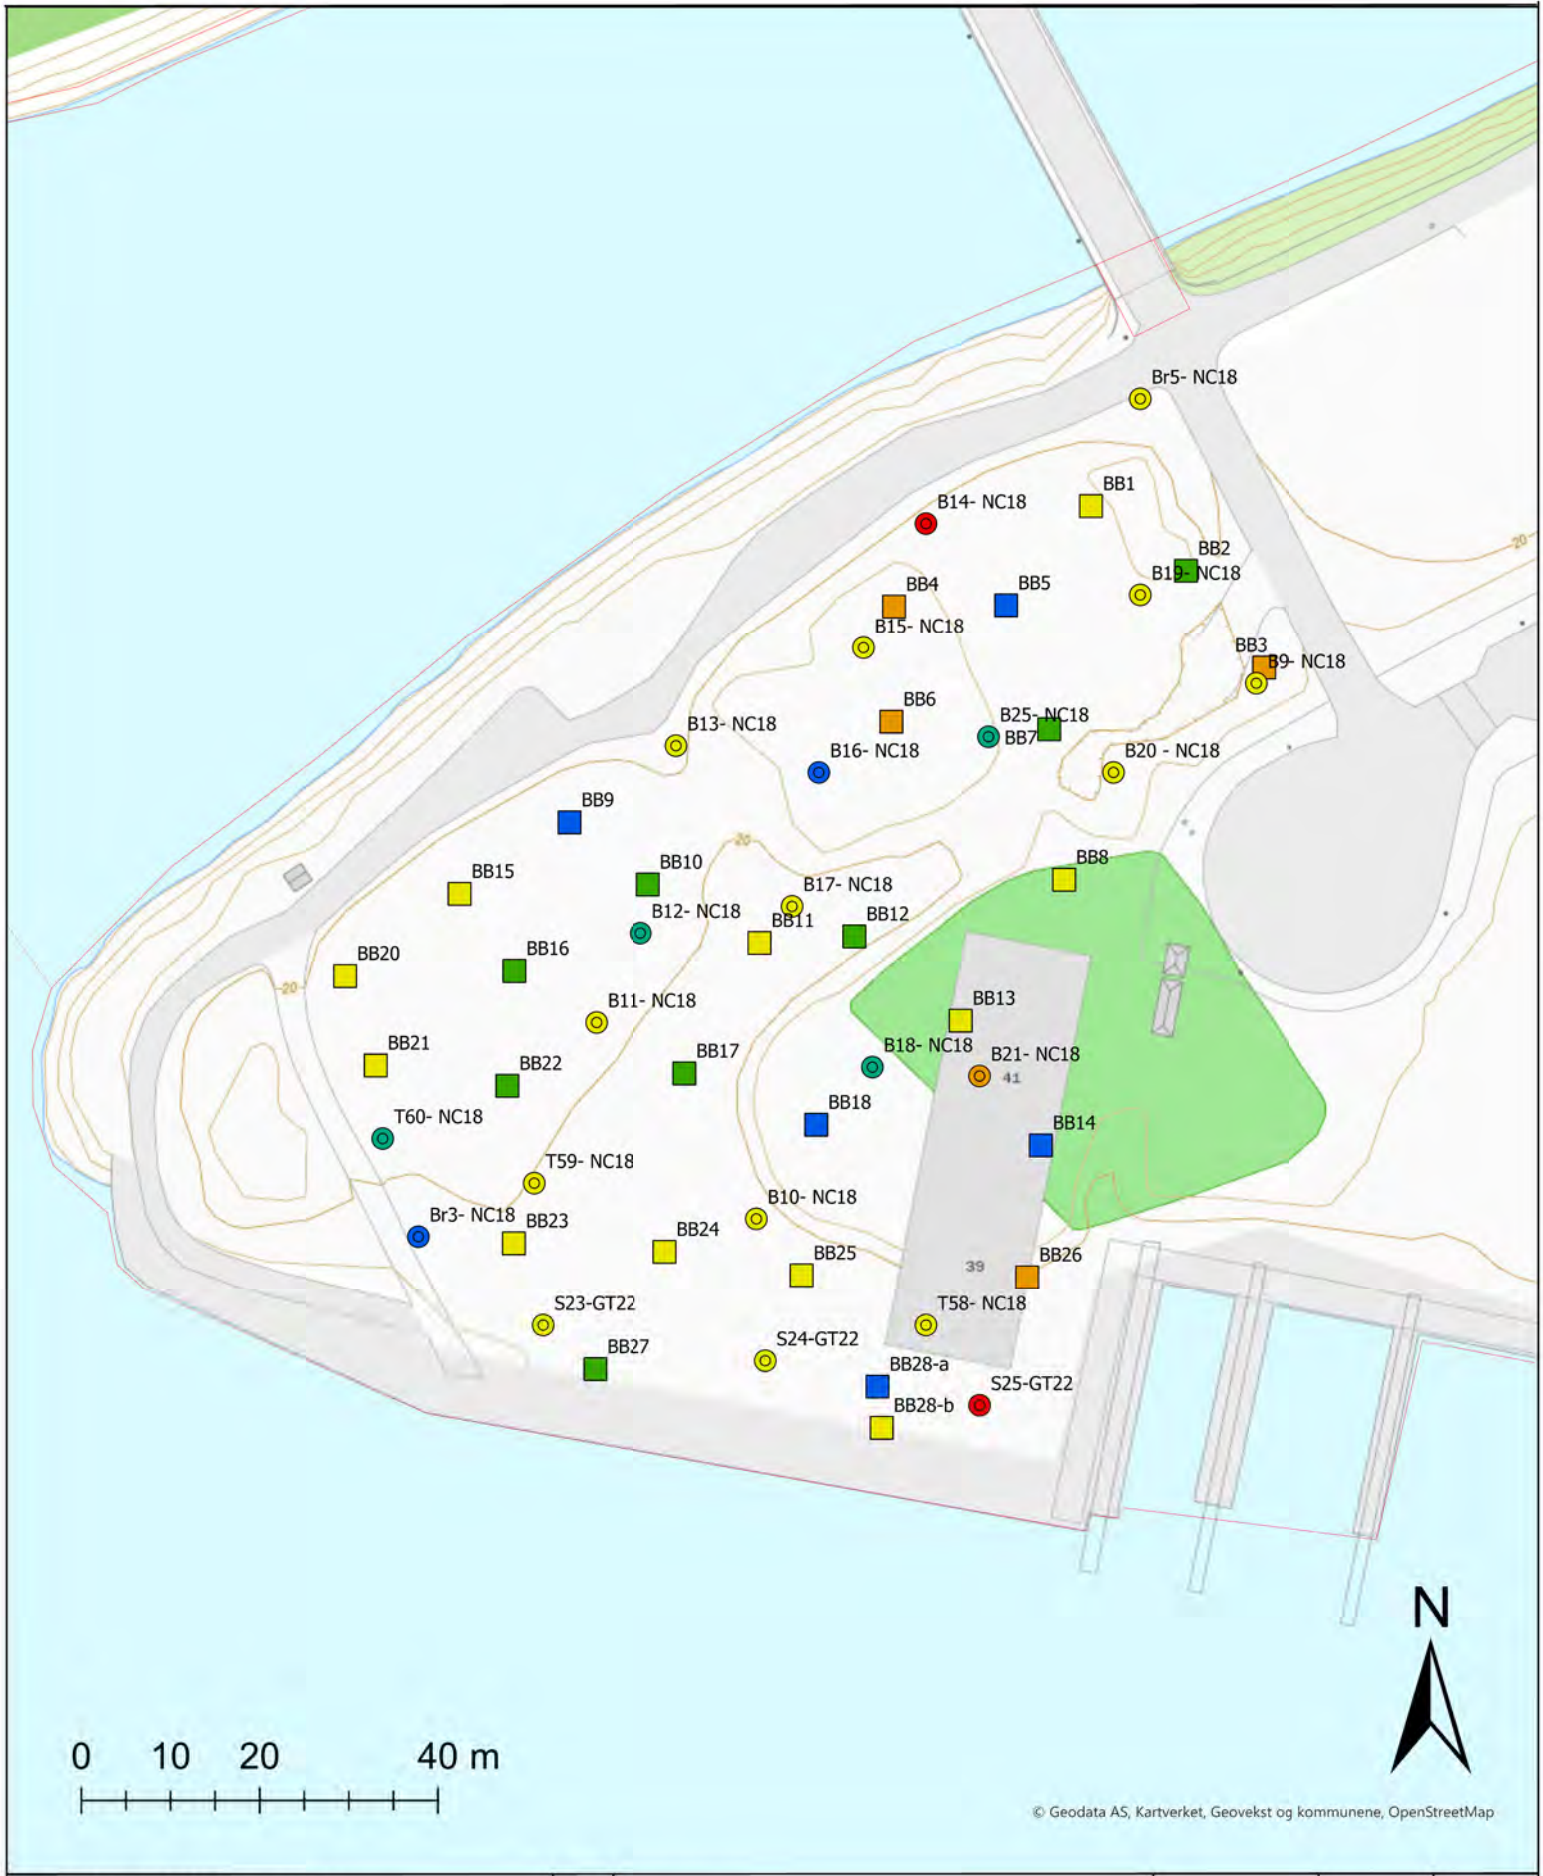 Br5- NC18
BB1
B14- NC18
-20-
BB2
B19- NC18
BB4
BB5
B15- NC18
BB3
B9- NC18
BB6
B25- NC18
B13- NC18
BB7
B16- NC18
B20 - NC18
BB9
20
BB10
BB8
BB15
B17- NC18
B12- NC18
BB11
BB12
BB20
BB16
-20-
B11- NC18
BB13
BB21
BB17
B18- NC18
B21- NC18
41
BB22
T60- NC18
BB18
BB14
T59- NC18
B10- NC18
Br3- NC18
BB23
BB24
BB25
BB26
39
S23-GT22
T58- NC18
BB27
S24-GT22
BB28-a
S25-GT22
BB28-b
N
0 10 20 40 m
© Geodata AS, Kartverket, Geovekst og kommunene, OpenStreetMap